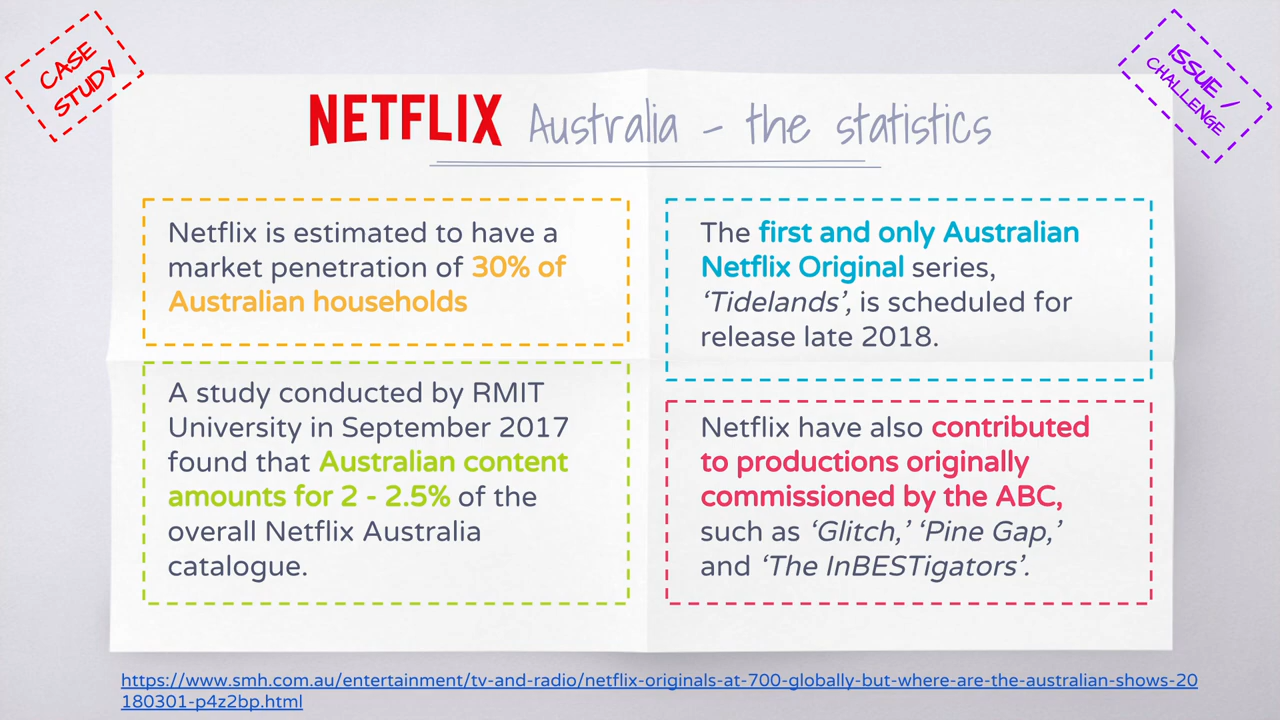 CASE
STUDY
ISSUE /
CHALLENGE
NETFLIX Australia - the statistics
Netflix is estimated to have a
market penetration of 30% of
Australian households
A study conducted by RMIT
University in September 2017
found that Australian content
amounts for 2 - 2.5% of the
overall Netflix Australia
catalogue.
The first and only Australian
Netflix Original series,
‘Tidelands’, is scheduled for
release late 2018.
Netflix have also contributed
to productions originally
commissioned by the ABC,
such as ‘Glitch,’ ‘Pine Gap,’
and ‘The InBESTigators’.
https://www.smh.com.au/entertainment/tv-and-radio/netflix-originals-at-700-globally-but-where-are-the-australian-shows-20
180301-p4z2bp.html